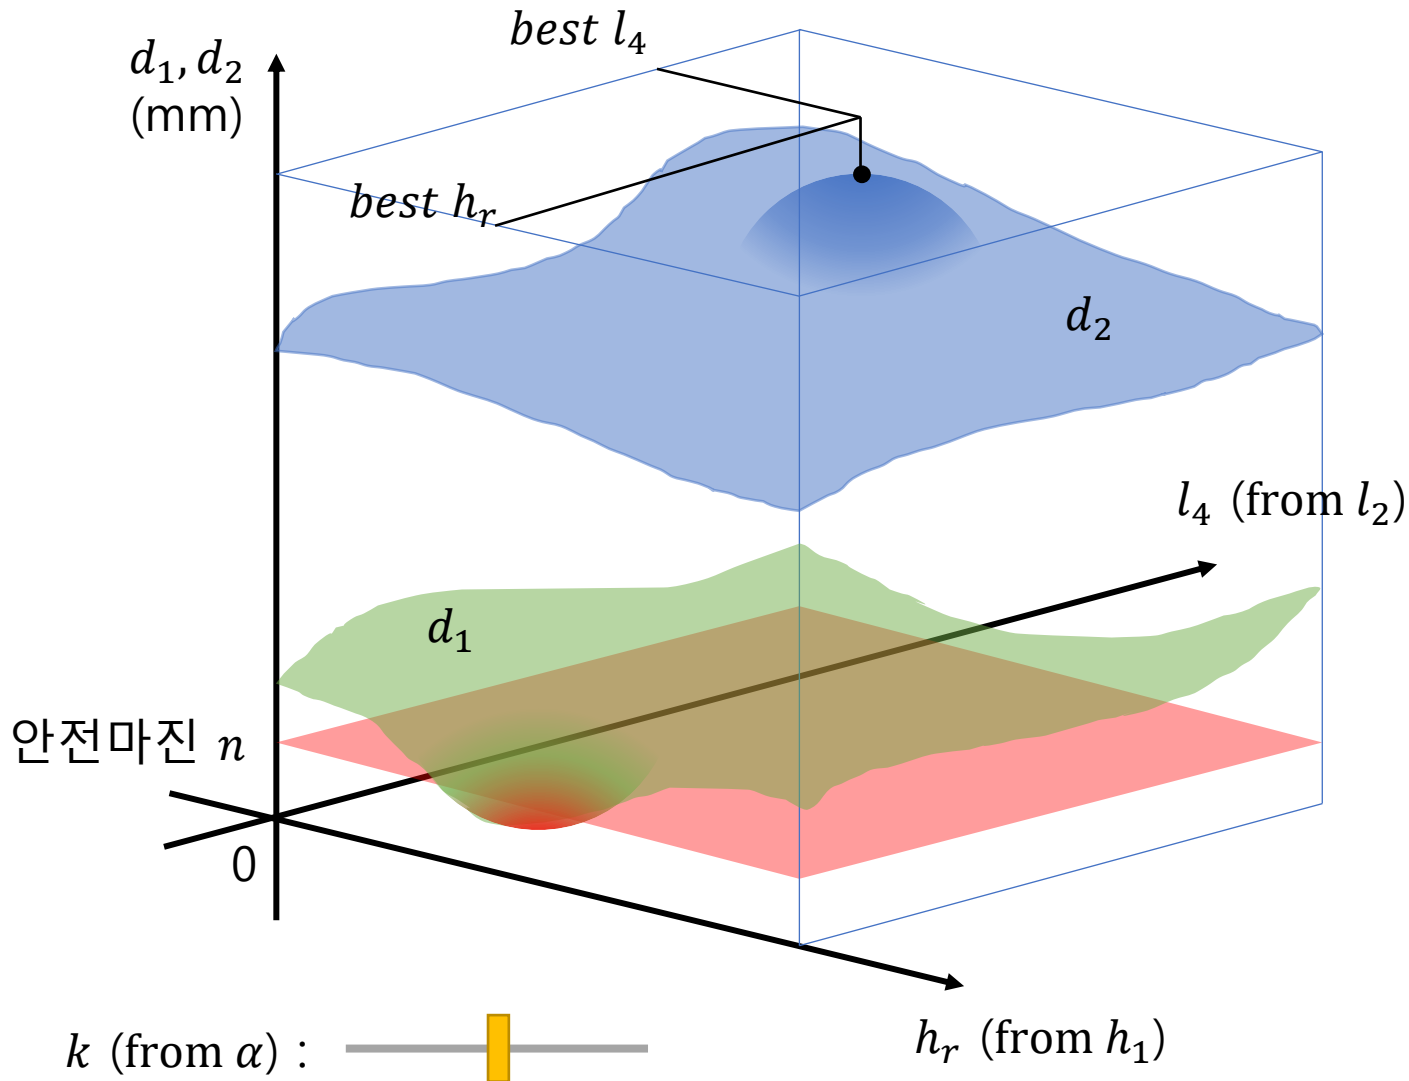 best l₄
d₁, d₂
(mm)
best hᵣ
d₂
l₄ (from l₂)
d₁
안전마진 n
0
hᵣ (from h₁)
k (from α) :